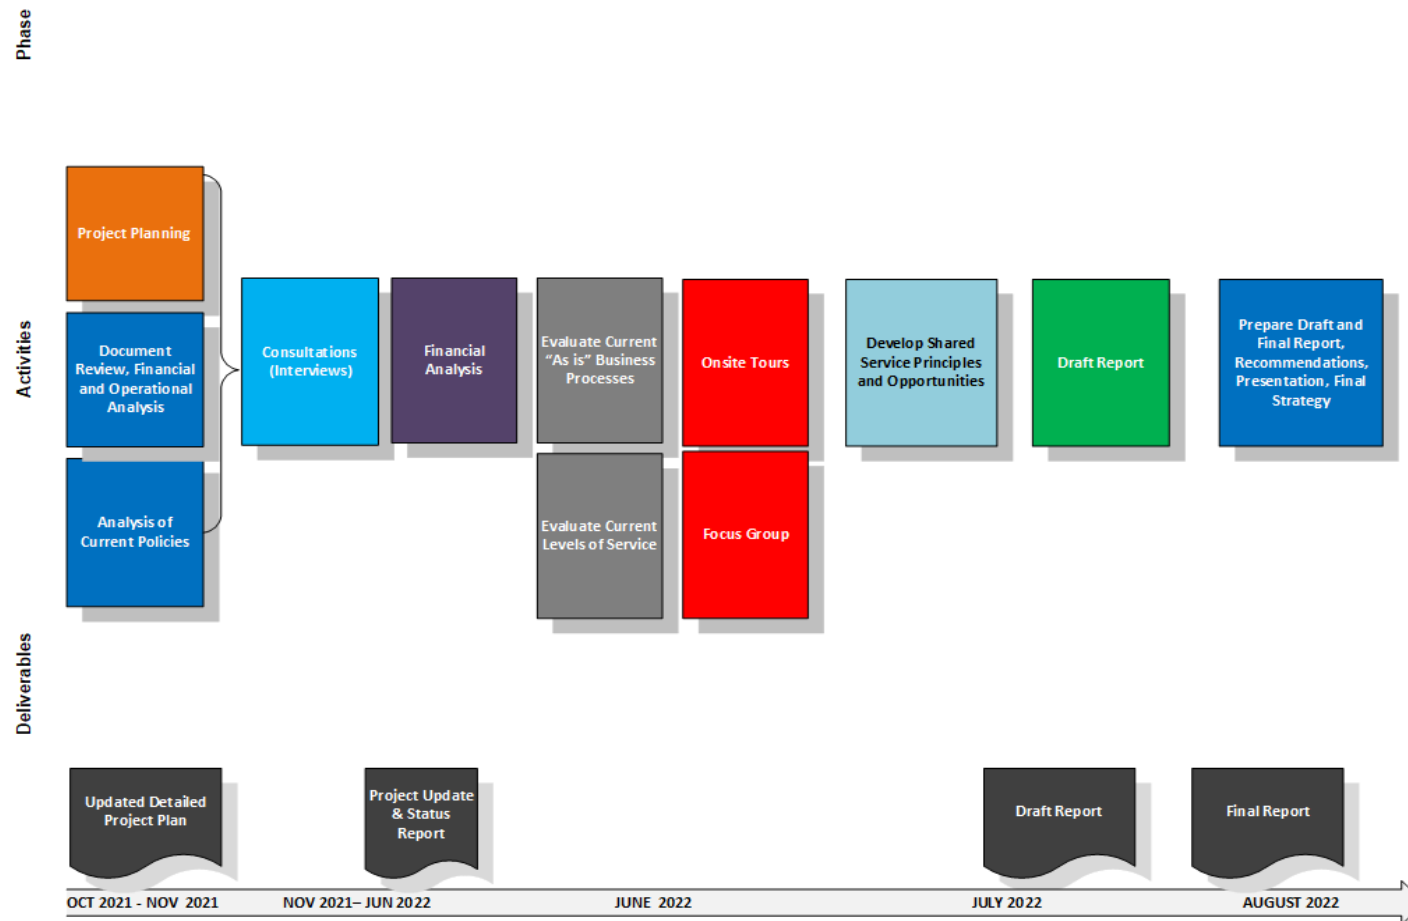 Phase
Activities
Deliverables
Project Planning
Document
Review, Financial
and Operational
Analysis
Analysis of
Current Policies
Consultations
(Interviews)
Financial
Analysis
Evaluate Current
“As is” Business
Processes
Evaluate Current
Levels of Service
Onsite Tours
Focus Group
Develop Shared
Service Principles
and Opportunities
Draft Report
Prepare Draft and
Final Report,
Recommendations,
Presentation, Final
Strategy
Updated Detailed
Project Plan
Project Update
& Status
Report
Draft Report
Final Report
OCT 2021 - NOV 2021
NOV 2021– JUN 2022
JUNE 2022
JULY 2022
AUGUST 2022